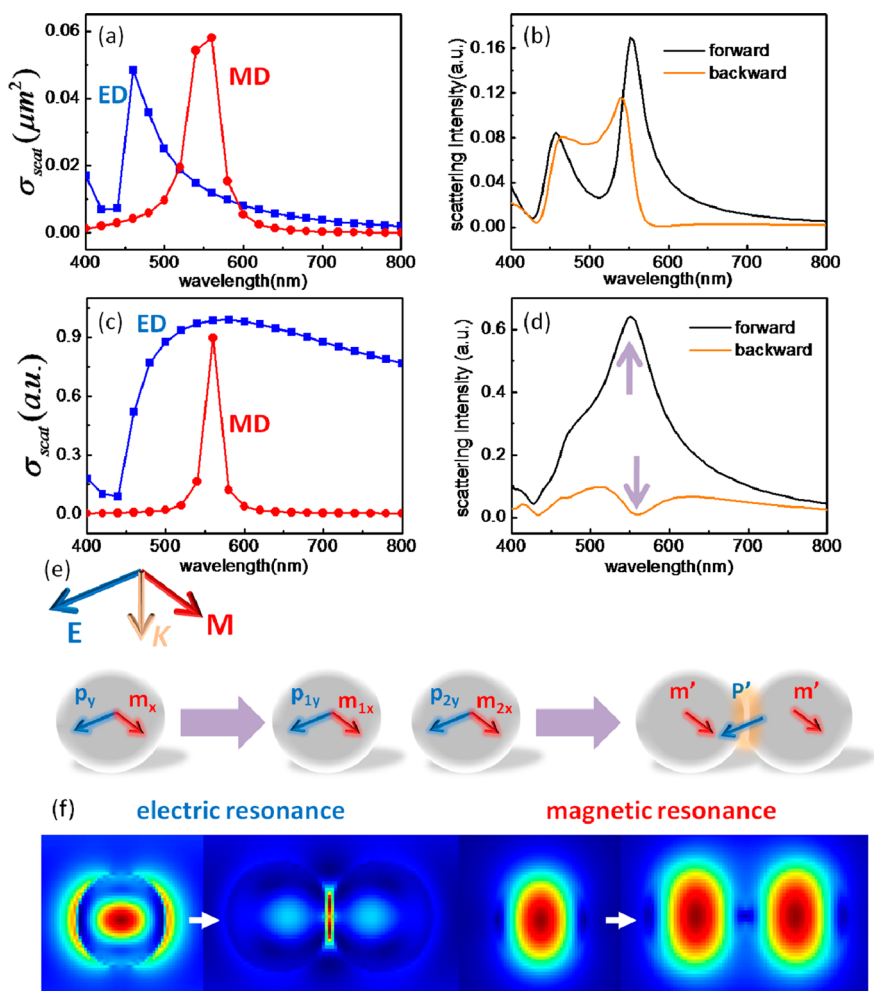 (a)
ED
MD
σscat (μm²)
0.06
0.04
0.02
0.00
400 500 600 700 800
wavelength(nm)
(b)
forward
backward
scattering intensity(a.u.)
0.16
0.12
0.08
0.04
0.00
400 500 600 700 800
wavelength(nm)
(c)
ED
MD
σscat (a.u.)
0.9
0.6
0.3
0.0
400 500 600 700 800
wavelength(nm)
(d)
forward
backward
scattering intensity (a.u.)
0.6
0.4
0.2
0.0
400 500 600 700 800
wavelength(nm)
(e)
E K M
py mx
p1y m1x
p2y m2x
m' P' m'
(f)
electric resonance
magnetic resonance